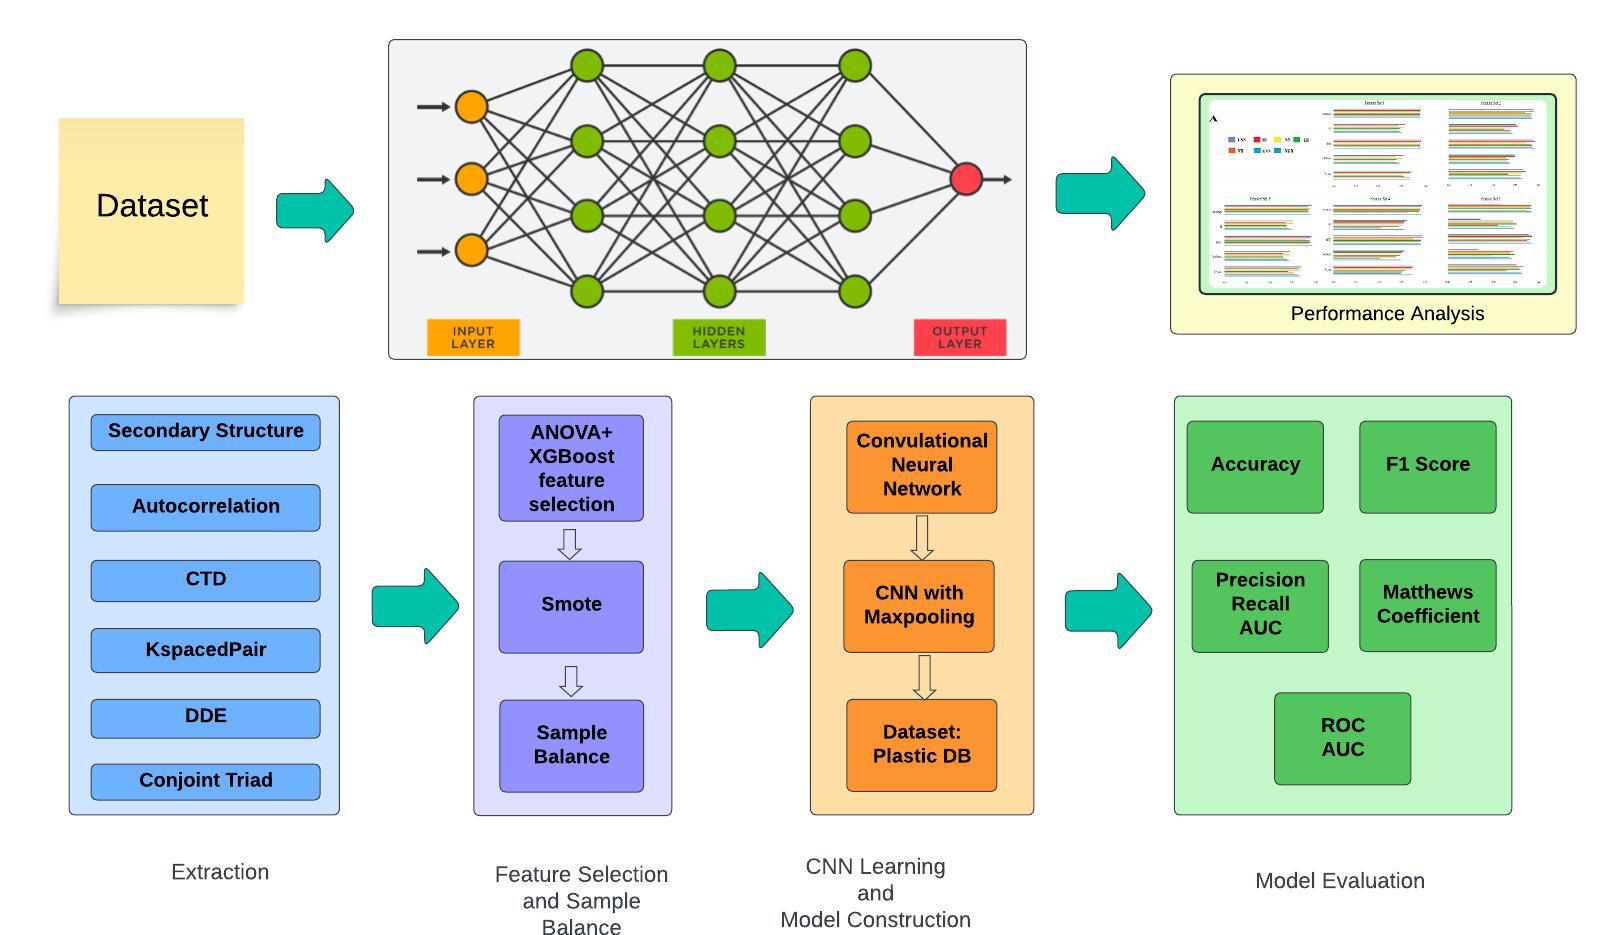 Dataset
INPUT
LAYER
HIDDEN
LAYERS
OUTPUT
LAYER
A
Performance Analysis
Secondary Structure
Autocorrelation
CTD
KspacedPair
DDE
Conjoint Triad
Extraction
ANOVA+
XGBoost
feature
selection
Smote
Sample
Balance
Feature Selection
and Sample
Balance
Convulational
Neural
Network
CNN with
Maxpooling
Dataset:
Plastic DB
CNN Learning
and
Model Construction
Accuracy
F1 Score
Precision
Recall
AUC
Matthews
Coefficient
ROC
AUC
Model Evaluation